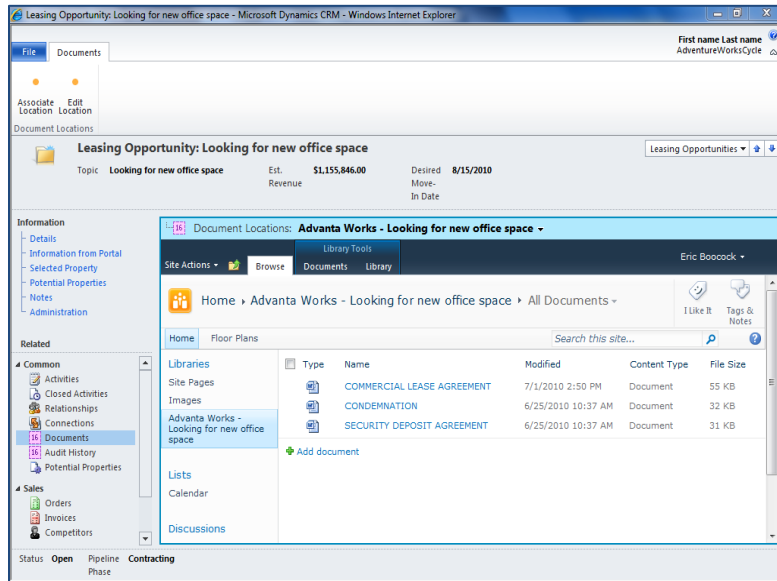 Leasing Opportunity: Looking for new office space - Microsoft Dynamics CRM - Windows Internet Explorer
First name Last name
AdventureWorksCycle
File Documents
Associate Location
Edit Location
Document Locations
Leasing Opportunity: Looking for new office space
Leasing Opportunities
Topic Looking for new office space Est. Revenue $1,155,846.00 Desired Move-In Date 8/15/2010
Information
Details
Information from Portal
Selected Property
Potential Properties
Notes
Administration
Related
Common
Activities
Closed Activities
Relationships
Connections
16 Documents
16 Audit History
Potential Properties
Sales
Orders
Invoices
Competitors
16 Document Locations: Advanta Works - Looking for new office space
Library Tools
Site Actions Browse Documents Library
Eric Boocock
Home Advanta Works - Looking for new office space All Documents
I Like It
Tags & Notes
Home Floor Plans
Search this site...
Libraries
Site Pages
Images
Advanta Works -
Looking for new office
space
Lists
Calendar
Discussions
Type Name Modified Content Type File Size
COMMERCIAL LEASE AGREEMENT 7/1/2010 2:50 PM Document 55 KB
CONDEMNATION 6/25/2010 10:37 AM Document 32 KB
SECURITY DEPOSIT AGREEMENT 6/25/2010 10:37 AM Document 31 KB
Add document
Status Open Pipeline Phase Contracting